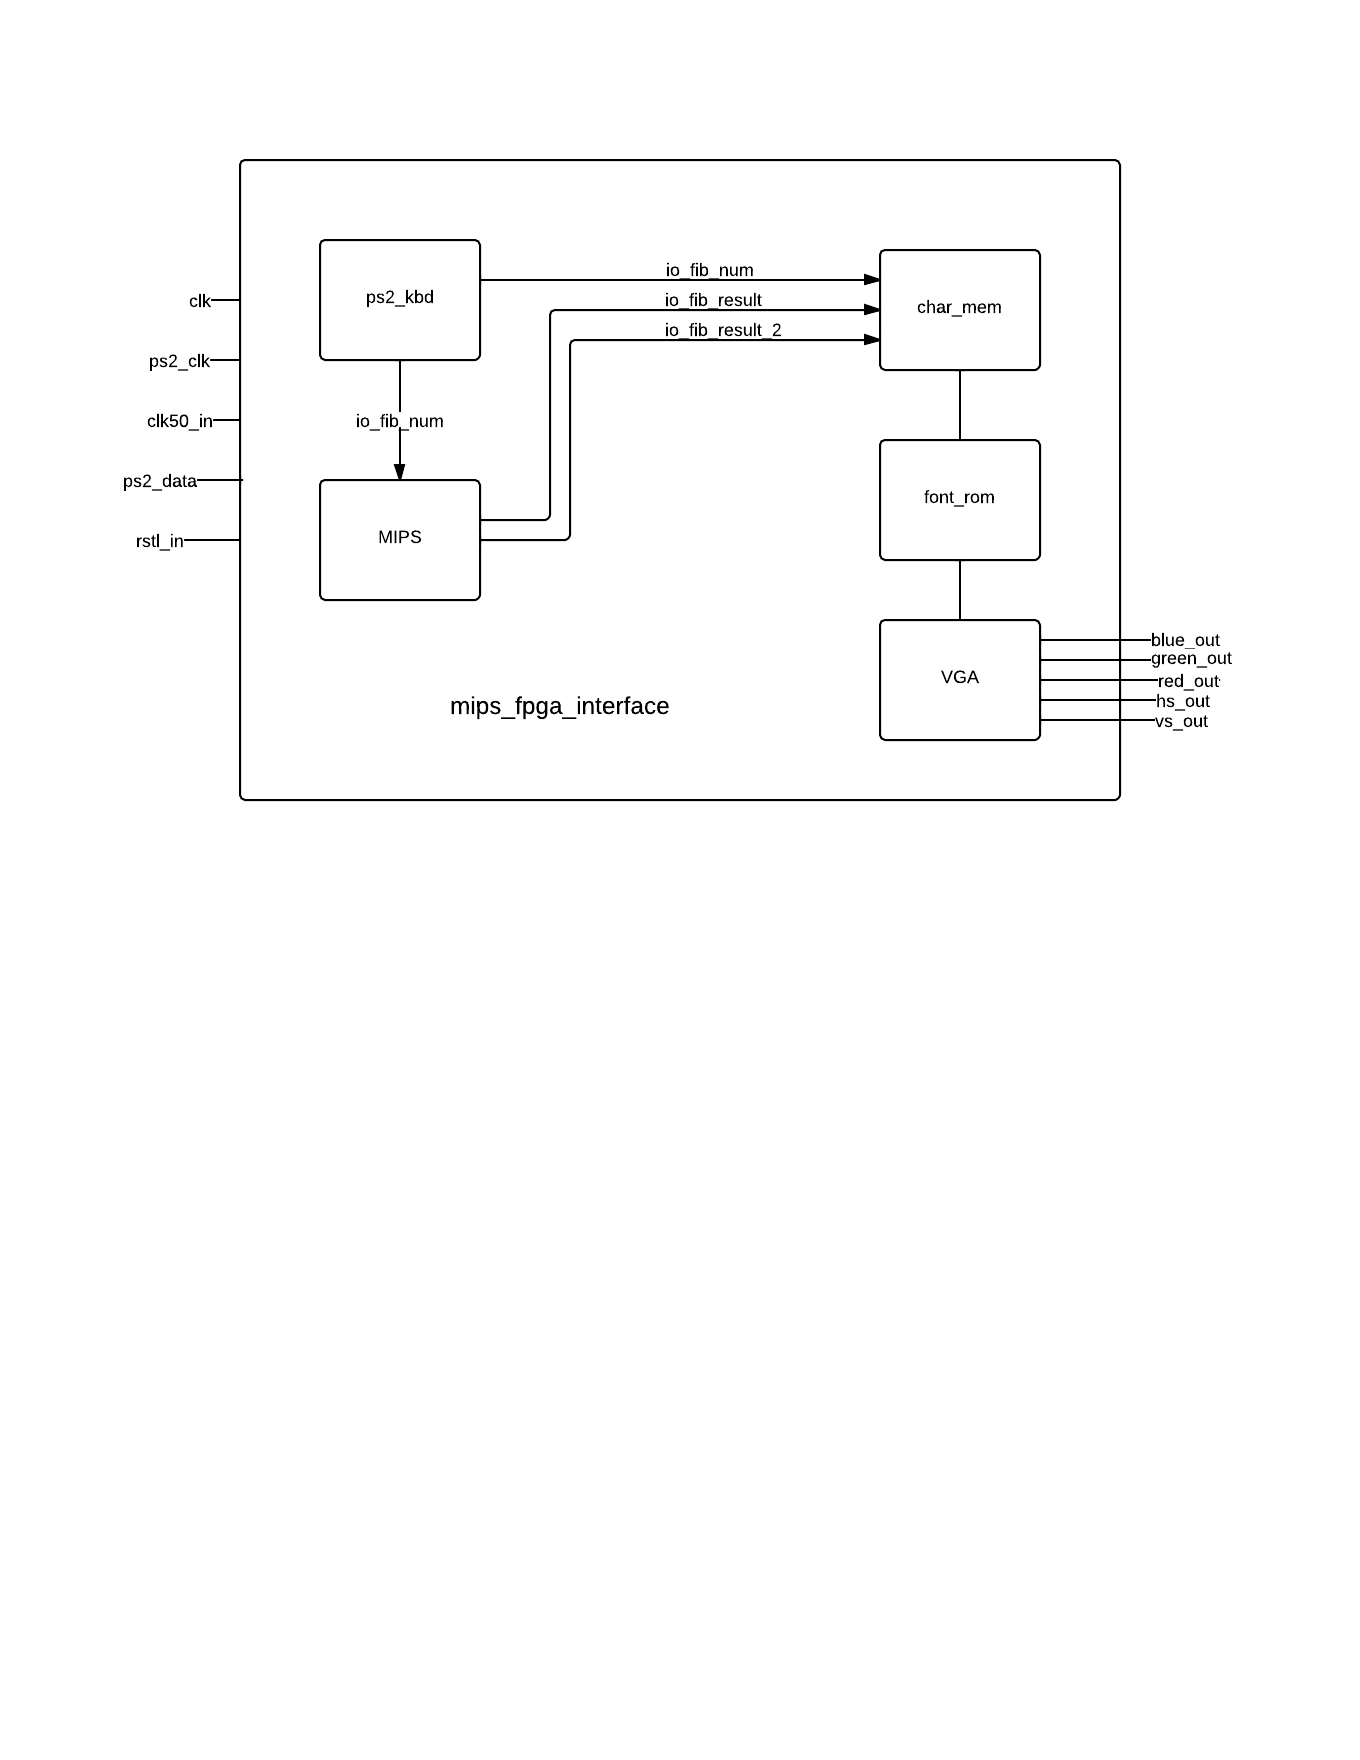 io_fib_num
ps2_kbd
io_fib_result
clk
char_mem
io_fib_result_2
ps2_clk
clk50_in
io_fib_num
ps2_data
font_rom
rstl_in
MIPS
blue_out
green_out
VGA
red_out
hs_out
mips_fpga_interface
vs_out